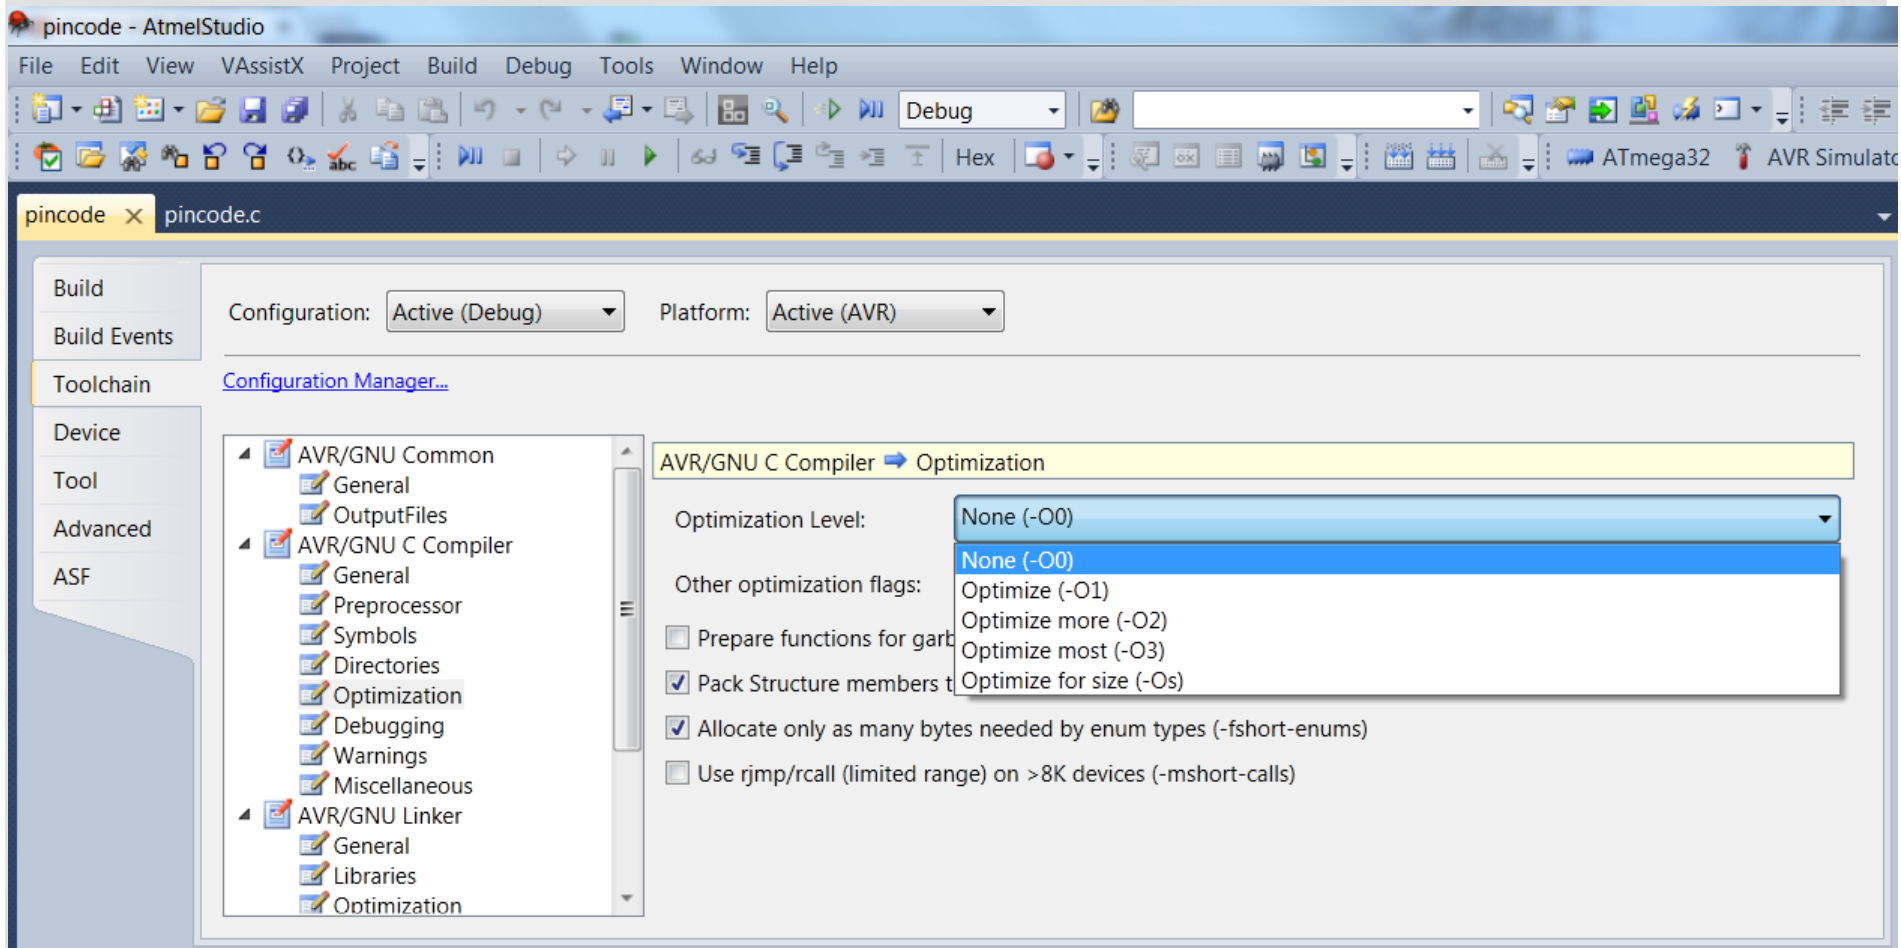 pincode - AtmelStudio
File Edit View VAssistX Project Build Debug Tools Window Help
Debug
abc Hex ATmega32 AVR Simulato
pincode pincode.c
Build
Configuration: Active (Debug) Platform: Active (AVR)
Build Events
Toolchain
Configuration Manager...
Device
AVR/GNU Common
AVR/GNU C Compiler Optimization
Tool
General
OutputFiles
Optimization Level: None (-O0)
Advanced
AVR/GNU C Compiler
None (-O0)
ASF
General
Other optimization flags:
Optimize (-O1)
Preprocessor
Optimize more (-O2)
Symbols
Prepare functions for garb
Optimize most (-O3)
Directories
Pack Structure members t
Optimize for size (-Os)
Optimization
Debugging
Allocate only as many bytes needed by enum types (-fshort-enums)
Warnings
Use rjmp/rcall (limited range) on >8K devices (-mshort-calls)
Miscellaneous
AVR/GNU Linker
General
Libraries
Optimization